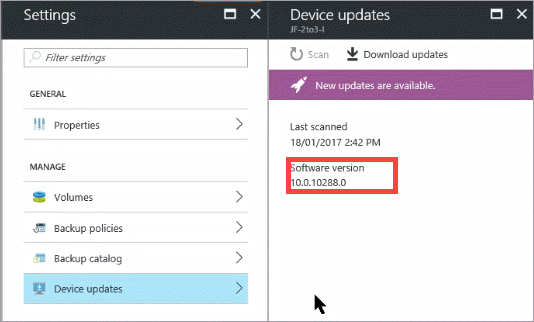 Settings
Filter settings
GENERAL
Properties
MANAGE
Volumes
Backup policies
Backup catalog
Device updates
Device updates
JF-2to3-I
Scan
Download updates
New updates are available.
Last scanned
18/01/2017 2:42 PM
Software version
10.0.10288.0